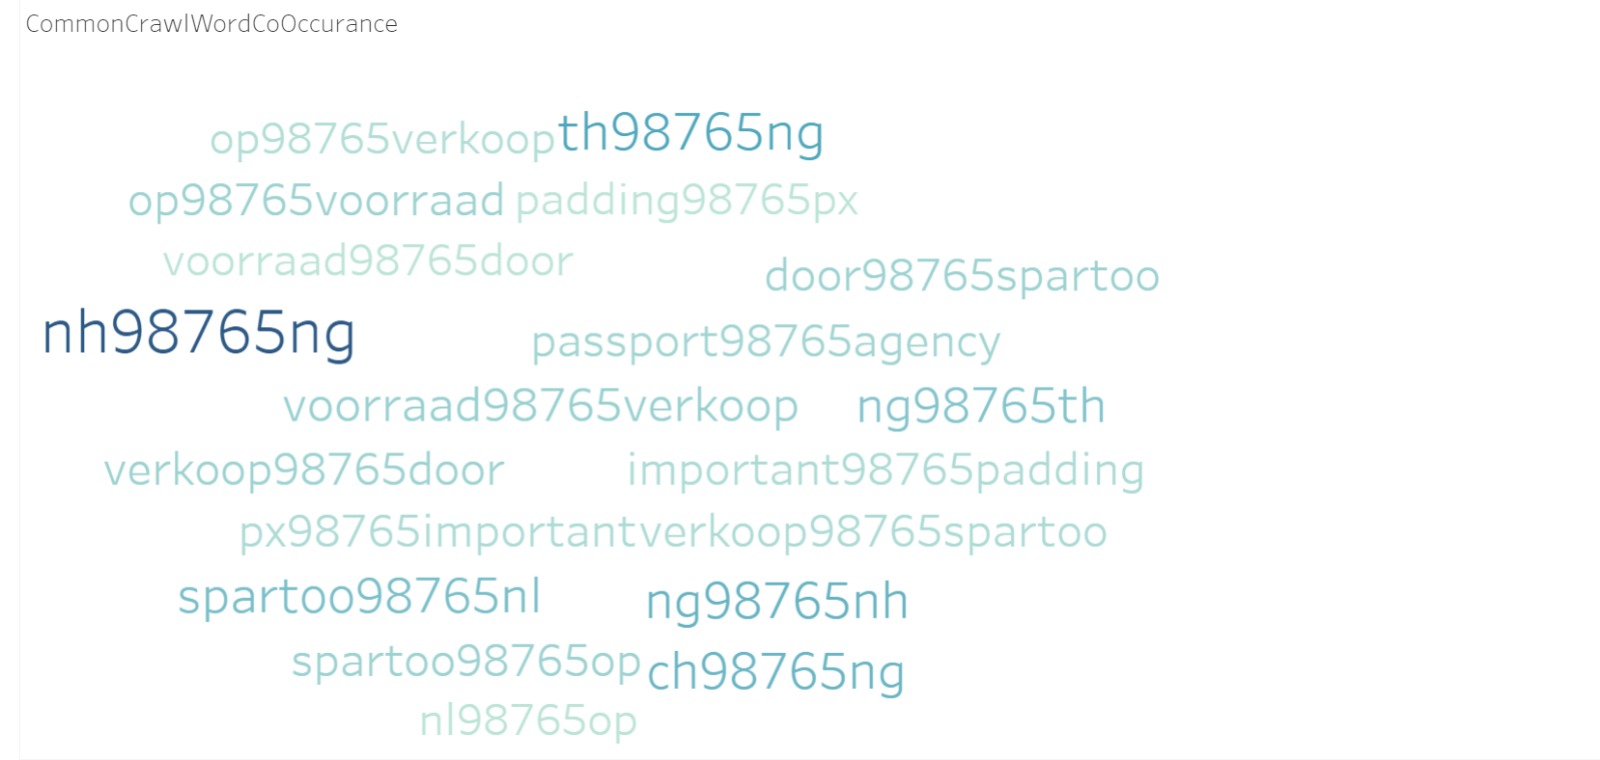 CommonCrawlWordCoOccurance
op98765verkoop th98765ng
op98765voorraad padding98765px
voorraad98765door
door98765spartoo
nh98765ng
passport98765agency
voorraad98765verkoop ng98765th
verkoop98765door important98765padding
px98765important verkoop98765spartoo
spartoo98765nl ng98765nh
spartoo98765op ch98765ng
nl98765op